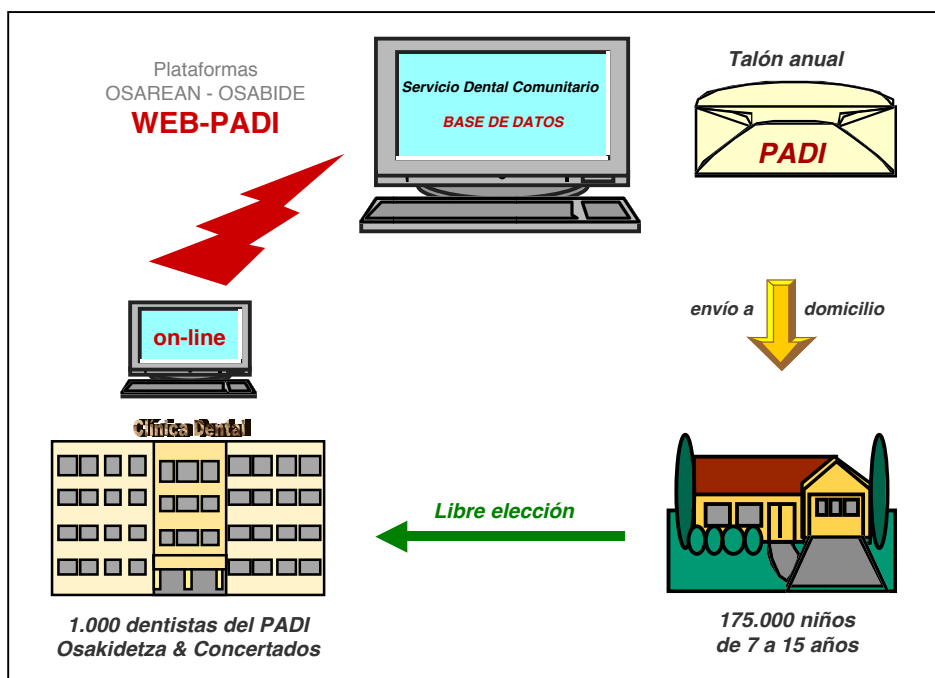 Plataformas
OSAREAN - OSABIDE
WEB-PADI
Servicio Dental Comunitario
BASE DE DATOS
Talón anual
PADI
envío a domicilio
on-line
Clínica Dental
Libre elección
1.000 dentistas del PADI
Osakidetza & Concertados
175.000 niños
de 7 a 15 años